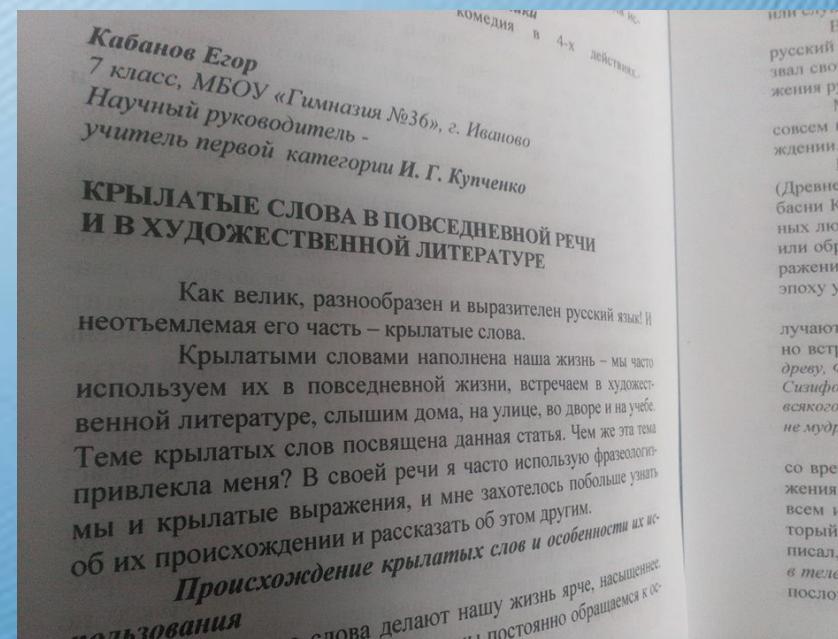 комедия в 4-х действиях.
Кабанов Егор
7 класс, МБОУ «Гимназия №36», г. Иваново
Научный руководитель -
учитель первой категории И. Г. Купченко
КРЫЛАТЫЕ СЛОВА В ПОВСЕДНЕВНОЙ РЕЧИ
И В ХУДОЖЕСТВЕННОЙ ЛИТЕРАТУРЕ
Как велик, разнообразен и выразителен русский язык! И
неотъемлемая его часть – крылатые слова.
Крылатыми словами наполнена наша жизнь – мы часто
используем их в повседневной жизни, встречаем в художест-
венной литературе, слышим дома, на улице, во дворе и на учебе.
Теме крылатых слов посвящена данная статья. Чем же эта тема
привлекла меня? В своей речи я часто использую фразеологиз-
мы и крылатые выражения, и мне захотелось побольше узнать
об их происхождении и рассказать об этом другим.
Происхождение крылатых слов и особенности их ис-
пользования
слова делают нашу жизнь ярче, насыщеннее.
постоянно обращаемся к ос-
русский
звал сво
жения ру
совсем
ждении.
(Древне
басни К
ных лю
или обр
ражени
эпоху у
лучают
но встр
древу,
Сизифо
всякого
не мудр
со вре
жения
всем и
торый
писал,
в теле
посло